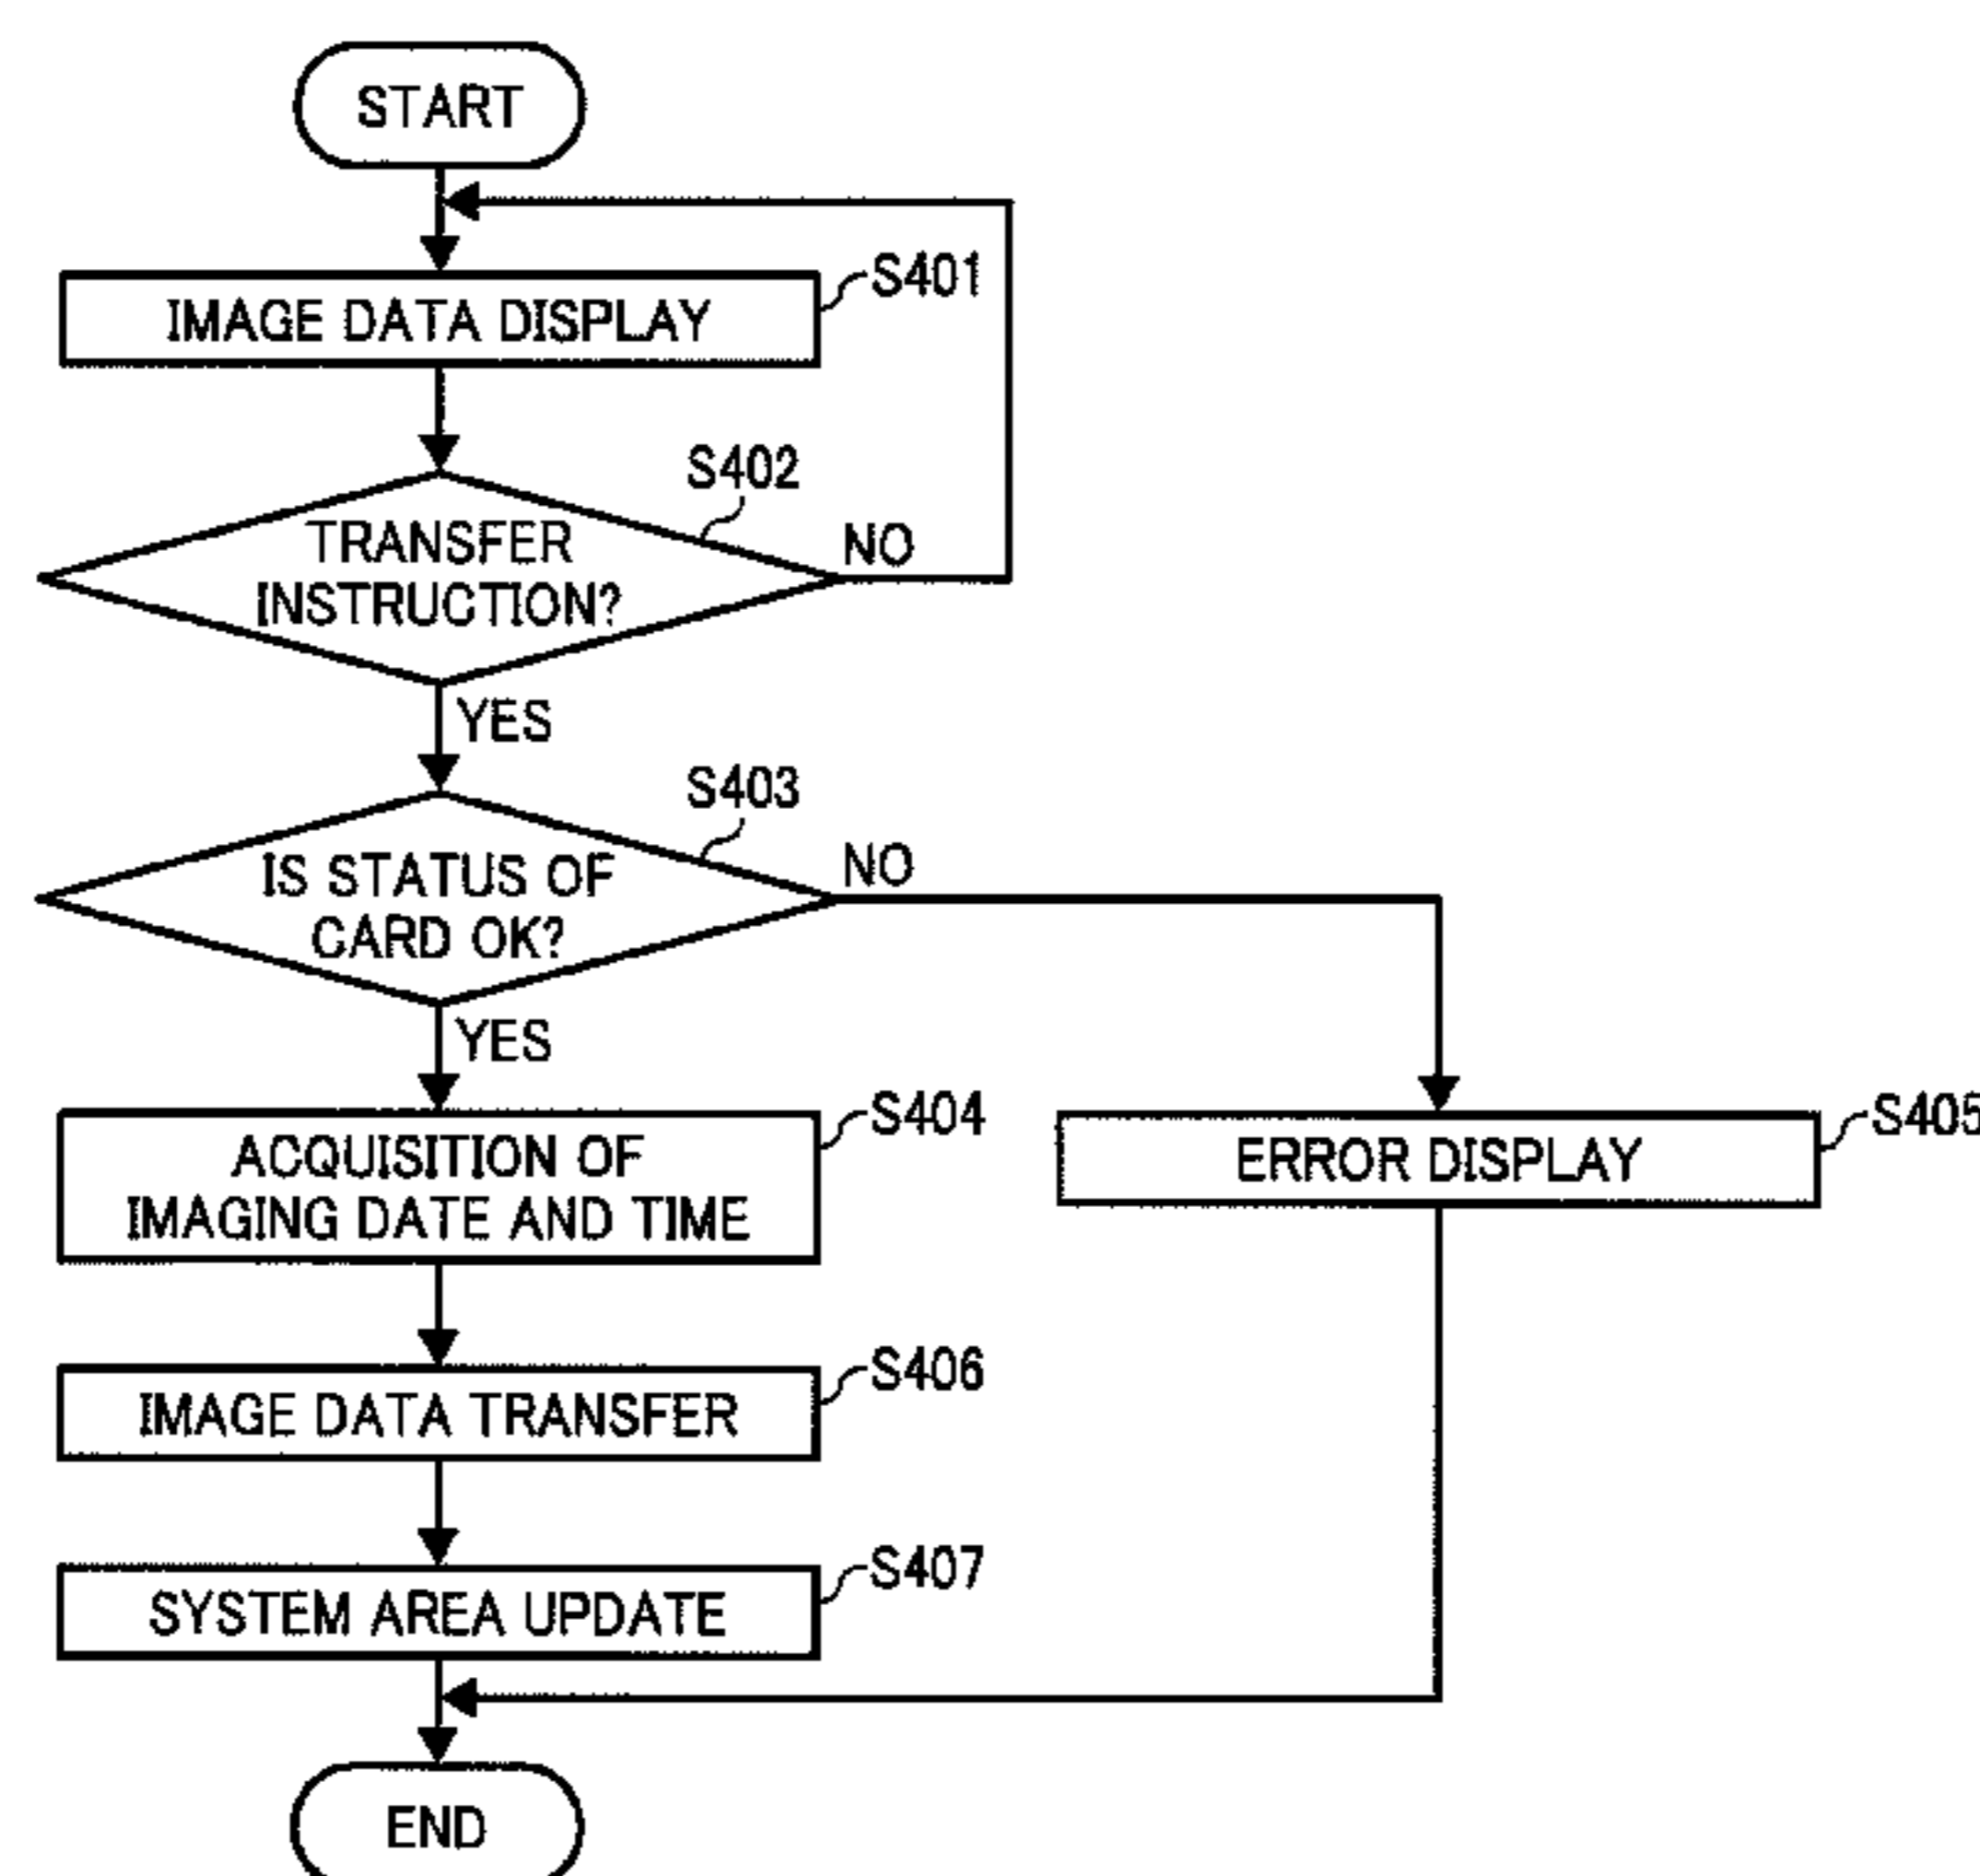 START
S401
IMAGE DATA DISPLAY
S402
TRANSFER
INSTRUCTION?
NO
YES
S403
IS STATUS OF
CARD OK?
NO
YES
S404
ACQUISITION OF
IMAGING DATE AND TIME
S405
ERROR DISPLAY
S406
IMAGE DATA TRANSFER
S407
SYSTEM AREA UPDATE
END